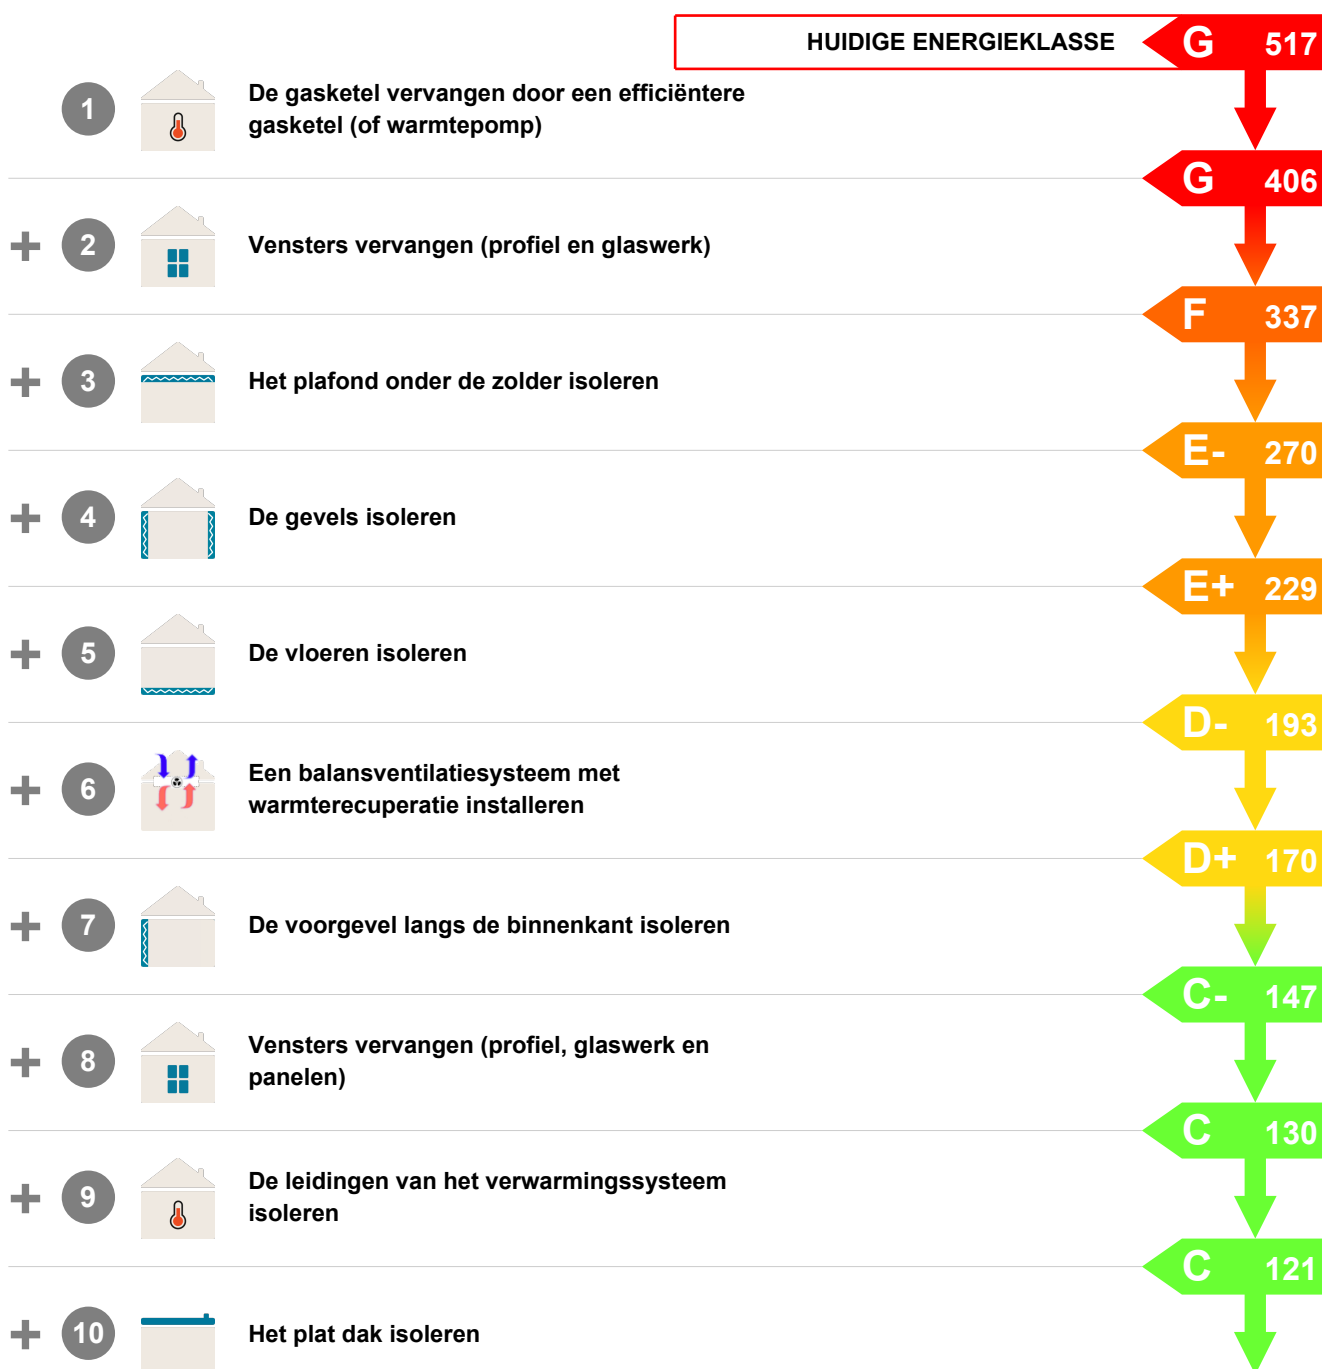 HUIDIGE ENERGIEKLASSE G 517
1 De gasketel vervangen door een efficiëntere
gasketel (of warmtepomp)
G 406
+ 2 Vensters vervangen (profiel en glaswerk)
F 337
+ 3 Het plafond onder de zolder isoleren
E- 270
+ 4 De gevels isoleren
E+ 229
+ 5 De vloeren isoleren
D- 193
+ 6 Een balansventilatiesysteem met
warmterecuperatie installeren
D+ 170
+ 7 De voorgevel langs de binnenkant isoleren
C- 147
+ 8 Vensters vervangen (profiel, glaswerk en
panelen)
C 130
+ 9 De leidingen van het verwarmingssysteem
isoleren
C 121
+ 10 Het plat dak isoleren